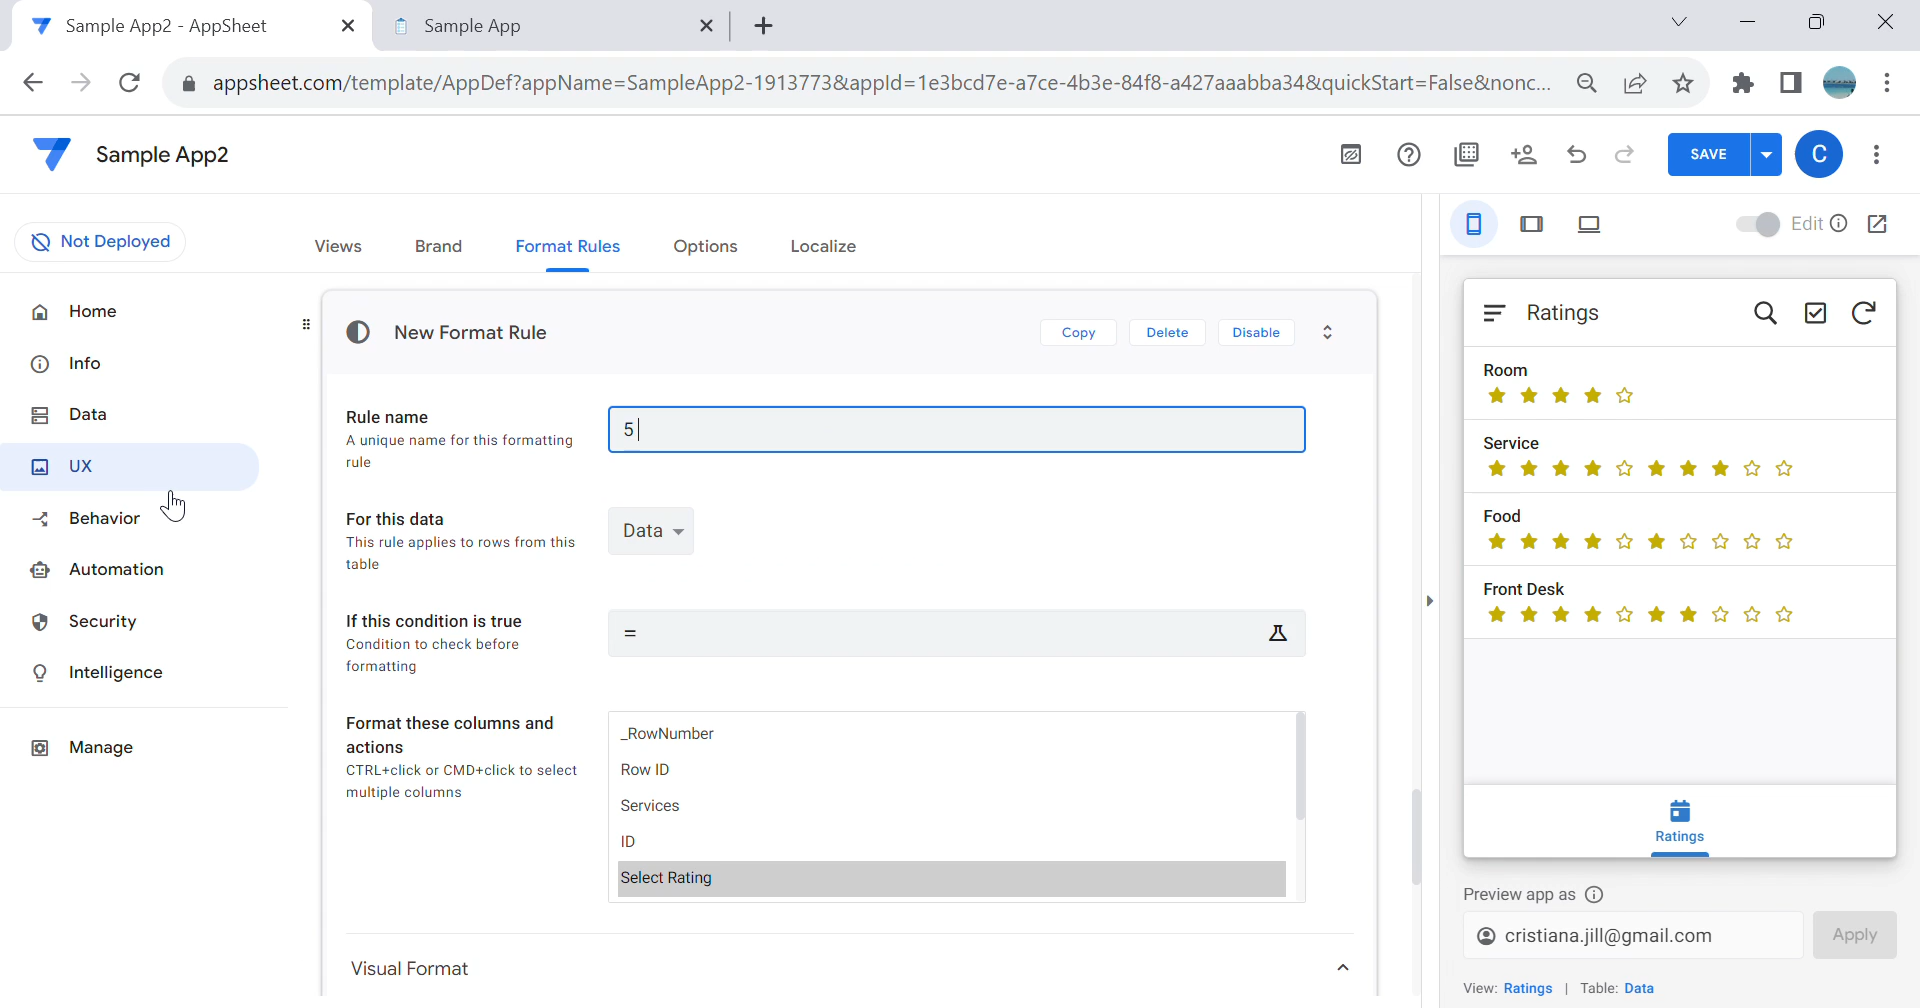 Sample App2 - AppSheet
Sample App
appsheet.com/template/AppDef?appName=SampleApp2-1913773&appId=1e3bcd7e-a7ce-4b3e-84f8-a427aaabba34&quickStart=False&nonc...
Sample App2
SAVE
C
Not Deployed
Views
Brand
Format Rules
Options
Localize
Edit
Home
Info
Data
UX
Behavior
Automation
Security
Intelligence
Manage
New Format Rule
Copy
Delete
Disable
Rule name
A unique name for this formatting
rule
5
For this data
This rule applies to rows from this
table
Data
If this condition is true
Condition to check before
formatting
=
Format these columns and
actions
CTRL+click or CMD+click to select
multiple columns
_RowNumber
Row ID
Services
ID
Select Rating
Visual Format
Ratings
Room
Service
Food
Front Desk
Ratings
Preview app as
cristiana.jill@gmail.com
Apply
View: Ratings | Table: Data